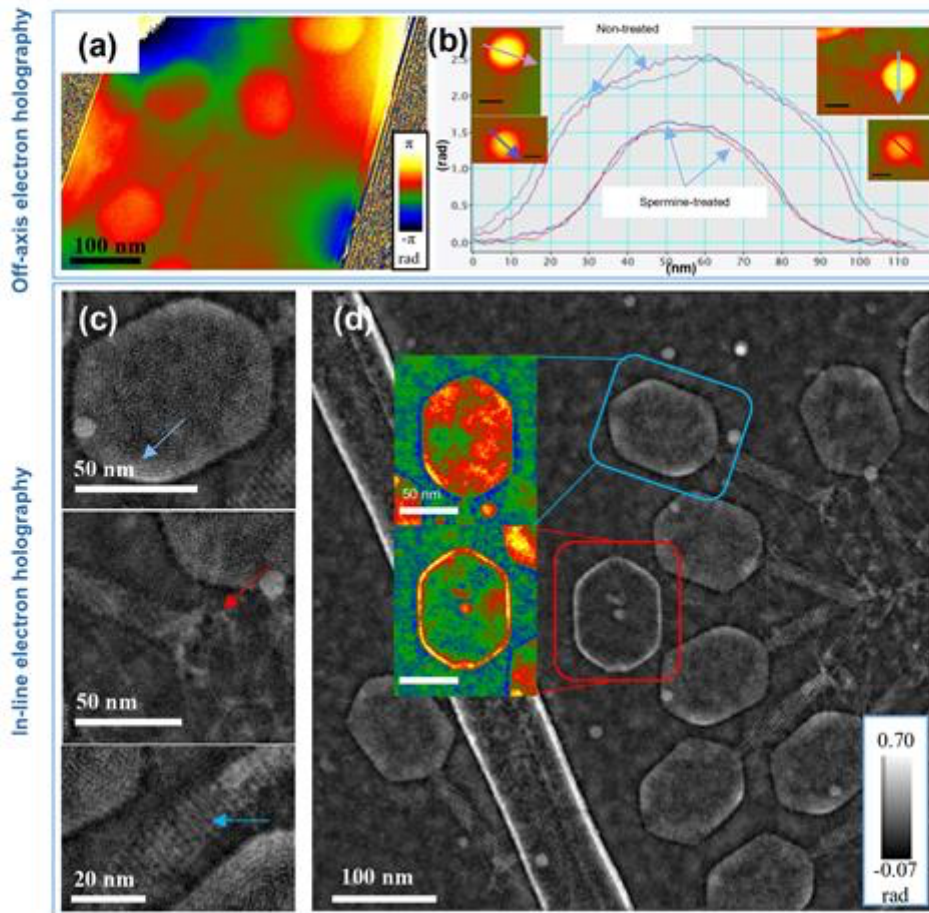 Off-axis electron holography
(a)
π
-π
rad
100 nm
(b)
Non-treated
Spermine-treated
2.5
2.0
1.5
1.0
0.5
0.0
(rad)
0 10 20 30 40 50 60 70 80 90 100 110
(nm)
In-line electron holography
(c)
50 nm
50 nm
20 nm
(d)
50 nm
100 nm
0.70
-0.07
rad